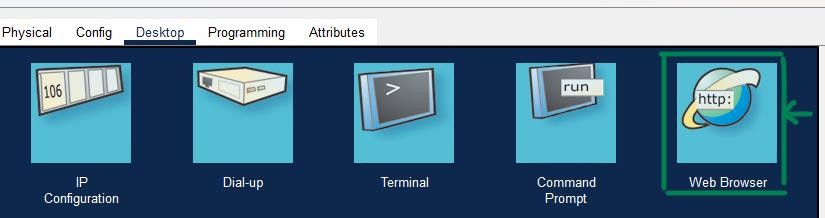 Physical Config Desktop Programming Attributes
106
>
run
http:
IP
Configuration
Dial-up
Terminal
Command
Prompt
Web Browser